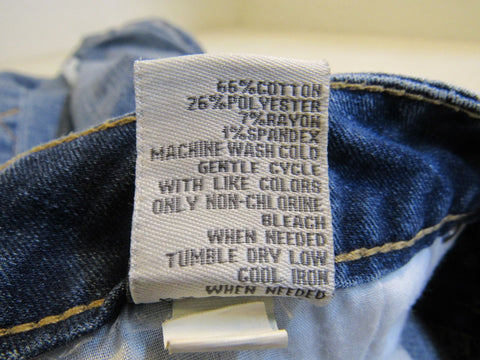 66%COTTON
26%POLYESTER
7%RAYON
1%SPANDEX
MACHINE WASH COLD
GENTLE CYCLE
WITH LIKE COLORS
ONLY NON-CHLORINE
BLEACH
WHEN NEEDED
TUMBLE DRY LOW
COOL IRON
WHEN NEEDED